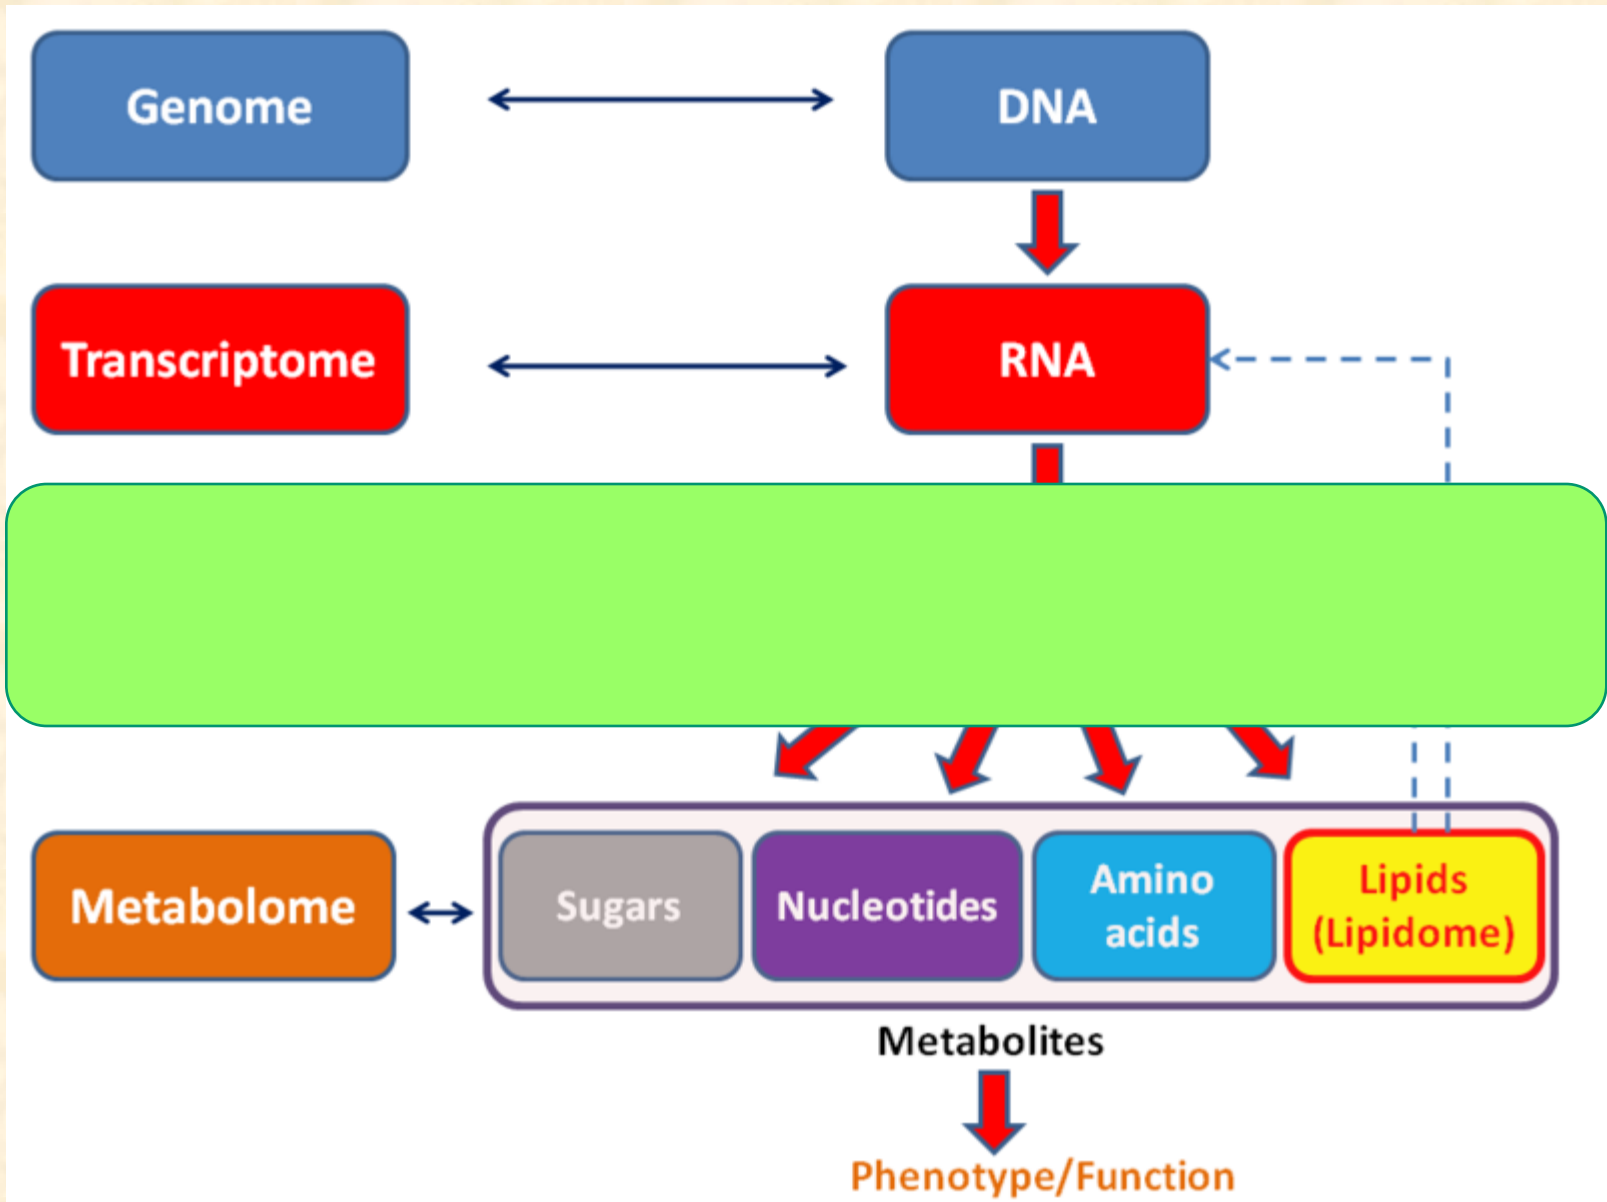 Genome
DNA
Transcriptome
RNA
Metabolome
Sugars
Nucleotides
Amino
acids
Lipids
(Lipidome)
Metabolites
Phenotype/Function